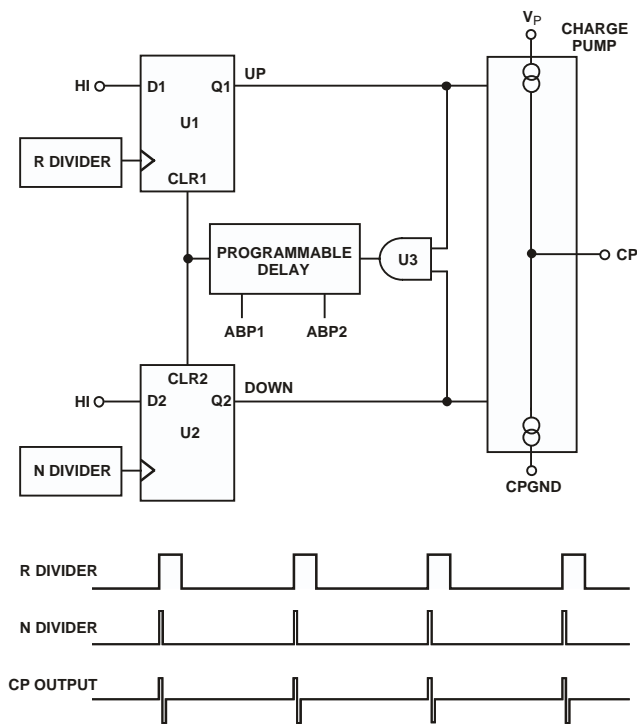 VP
CHARGE
PUMP
HI
D1
Q1
UP
U1
R DIVIDER
CLR1
PROGRAMMABLE
DELAY
U3
CP
ABP1
ABP2
CLR2
HI
D2
Q2
DOWN
U2
N DIVIDER
CPGND
R DIVIDER
N DIVIDER
CP OUTPUT